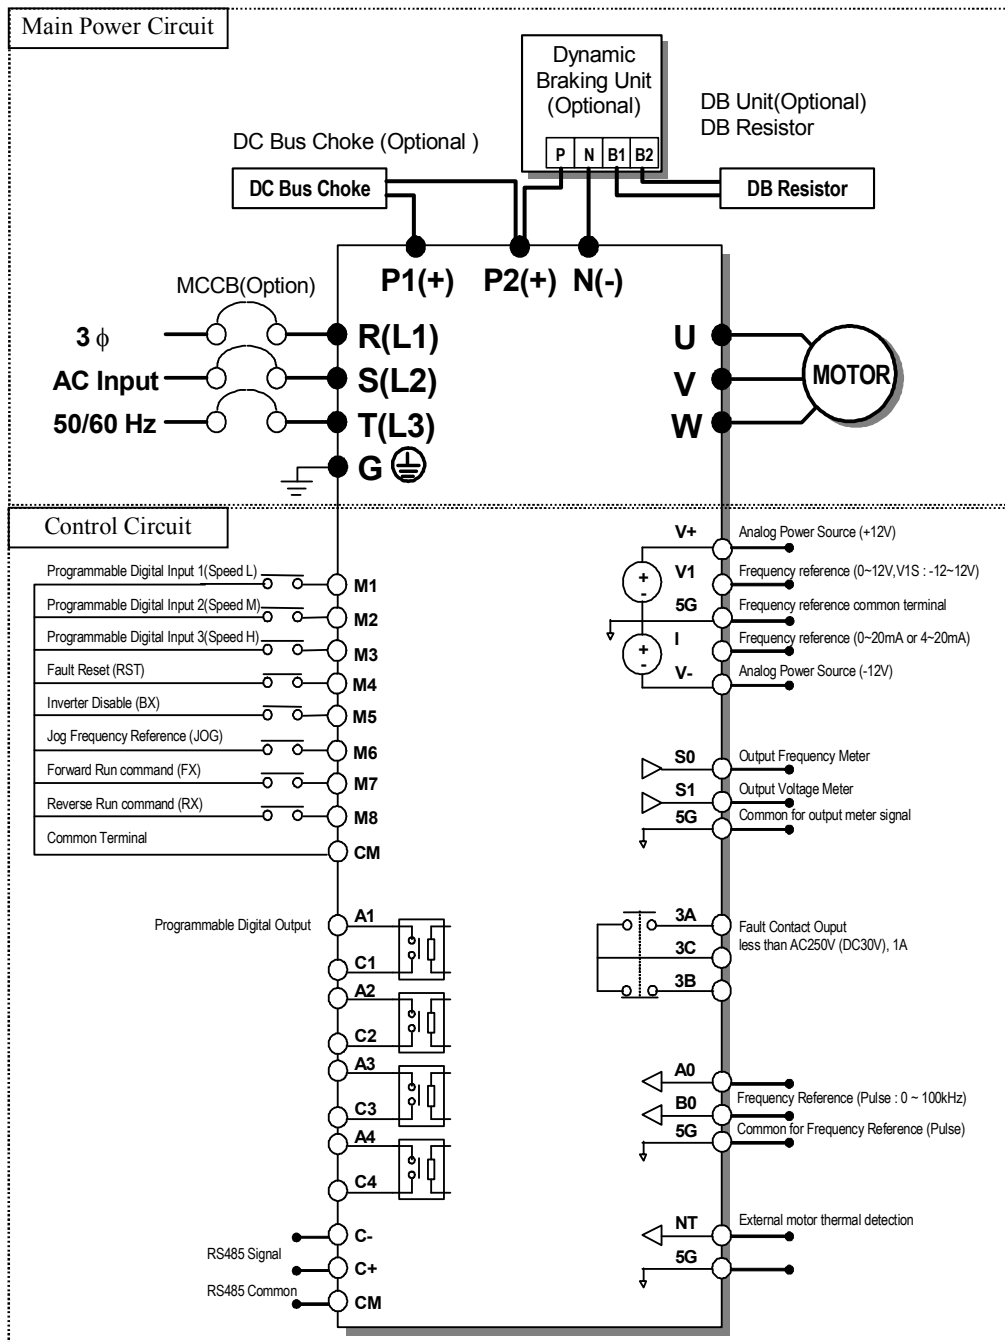 Main Power Circuit
Dynamic
Braking Unit
(Optional)
P N B1 B2
DB Unit(Optional)
DB Resistor
DC Bus Choke (Optional )
DC Bus Choke
DB Resistor
P1(+) P2(+) N(-)
MCCB(Option)
3 ϕ
R(L1)
U
AC Input
S(L2)
V
MOTOR
50/60 Hz
T(L3)
W
G
Control Circuit
Programmable Digital Input 1(Speed L)
M1
Programmable Digital Input 2(Speed M)
M2
Programmable Digital Input 3(Speed H)
M3
Fault Reset (RST)
M4
Inverter Disable (BX)
M5
Jog Frequency Reference (JOG)
M6
Forward Run command (FX)
M7
Reverse Run command (RX)
M8
Common Terminal
CM
V+ Analog Power Source (+12V)
+
-
V1 Frequency reference (0~12V,V1S : -12~12V)
5G Frequency reference common terminal
+
-
I Frequency reference (0~20mA or 4~20mA)
V- Analog Power Source (-12V)
S0 Output Frequency Meter
S1 Output Voltage Meter
5G Common for output meter signal
Programmable Digital Output
A1
C1
A2
C2
A3
C3
A4
C4
3A Fault Contact Ouput
less than AC250V (DC30V), 1A
3C
3B
A0
B0 Frequency Reference (Pulse : 0 ~ 100kHz)
5G Common for Frequency Reference (Pulse)
NT External motor thermal detection
5G
C-
RS485 Signal
C+
RS485 Common
CM